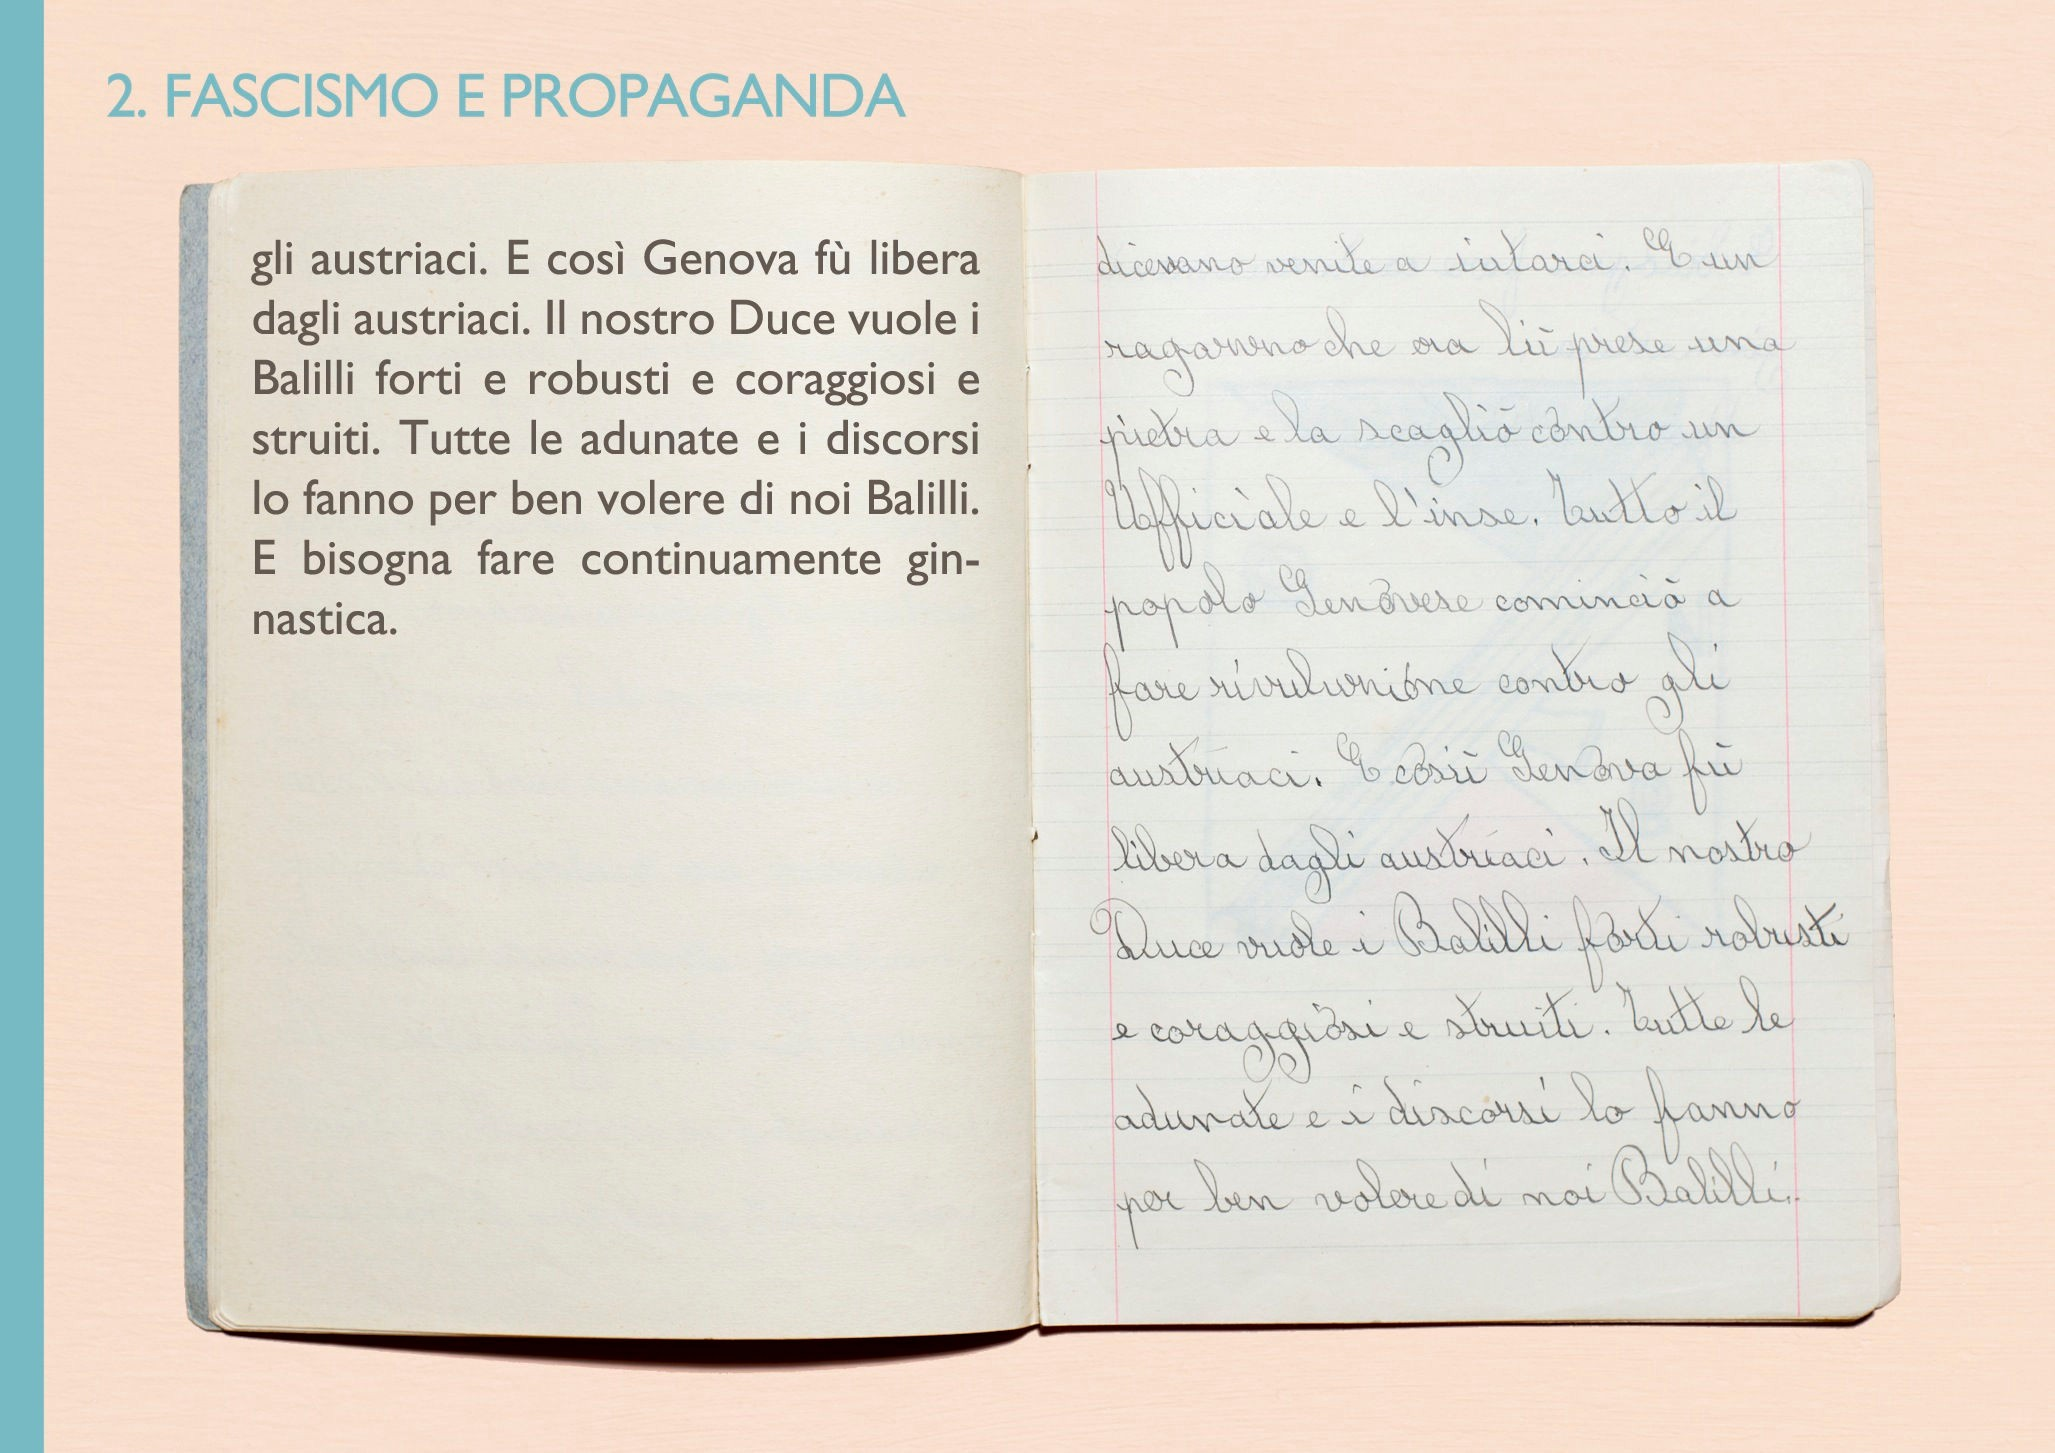 2. FASCISMO E PROPAGANDA
gli austriaci. E così Genova fù libera
dagli austriaci. Il nostro Duce vuole i
Balilli forti e robusti e coraggiosi e
struiti. Tutte le adunate e i discorsi
lo fanno per ben volere di noi Balilli.
E bisogna fare continuamente gin-
nastica.
dicevano venite a iutarci. E un
ragazzino che era lì prese una
pietra e la scagliò contro un
Ufficiale e l'inse. Tutto il
popolo Genovese cominciò a
fare rivuluzione contro gli
austriaci. E così Genova fù
libera dagli austriaci. Il nostro
Duce vuole i Balilli forti robusti
e coraggiosi e struiti. Tutte le
adunate e i discorsi lo fanno
per ben volere di noi Balilli.